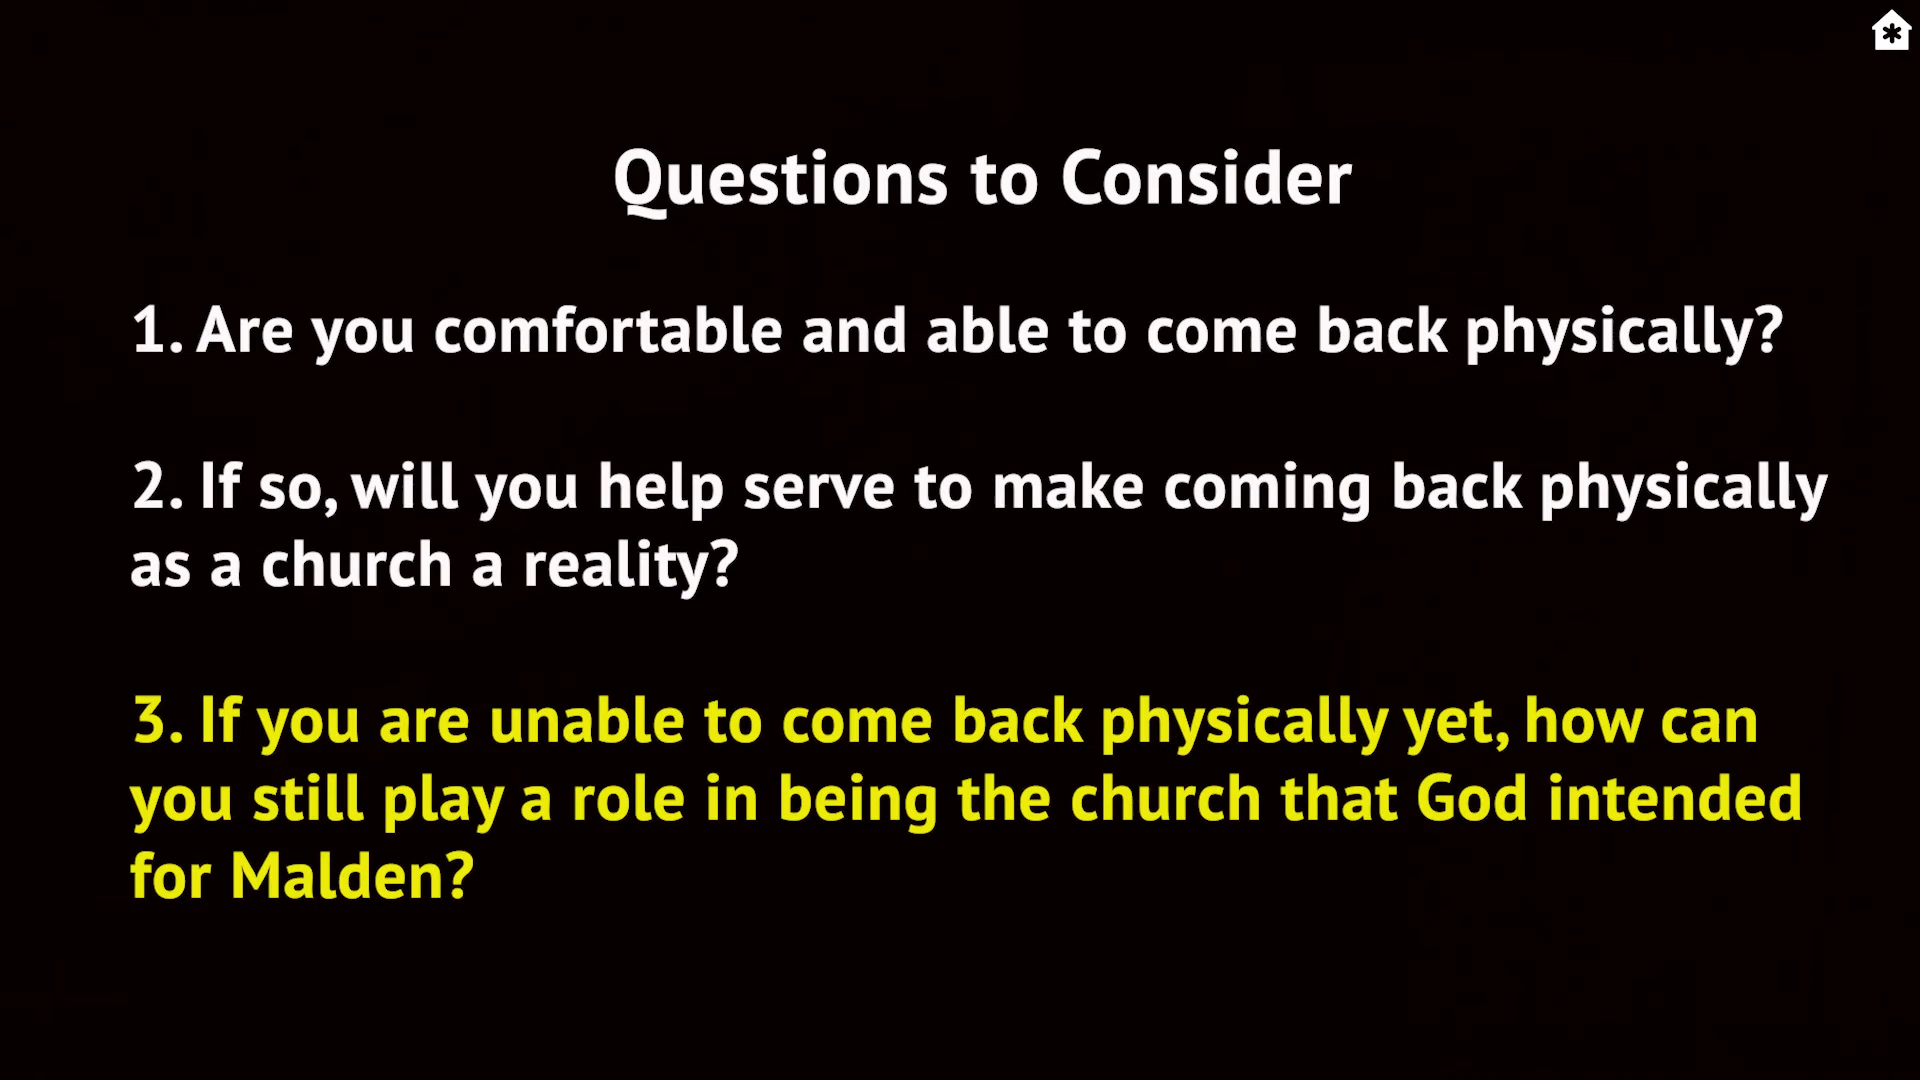 Questions to Consider
1. Are you comfortable and able to come back physically?
2. If so, will you help serve to make coming back physically
as a church a reality?
3. If you are unable to come back physically yet, how can
you still play a role in being the church that God intended
for Malden?